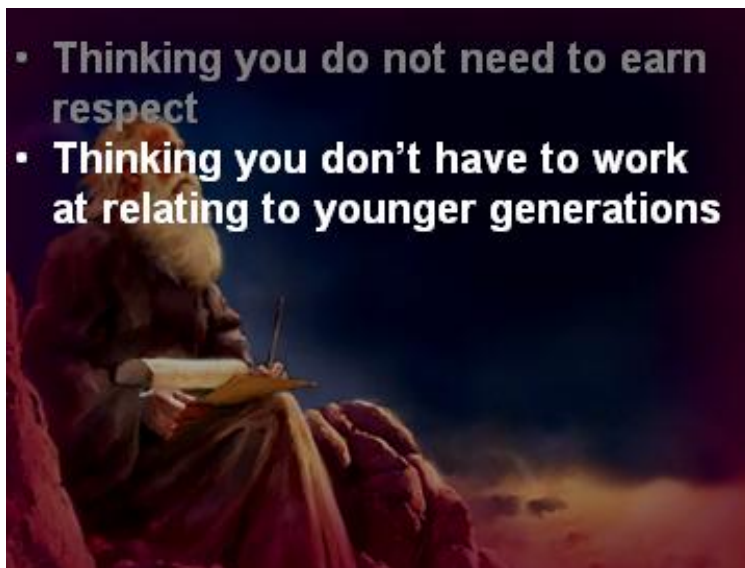 • Thinking you do not need to earn
respect
• Thinking you don't have to work
at relating to younger generations